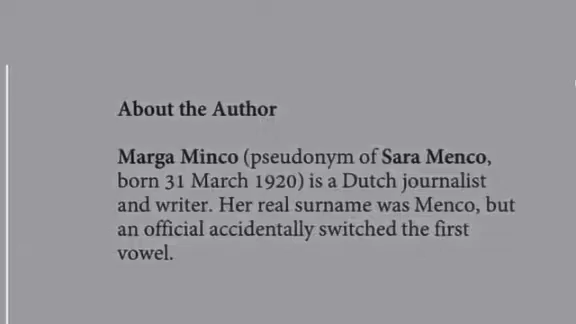 About the Author
Marga Minco (pseudonym of Sara Menco,
born 31 March 1920) is a Dutch journalist
and writer. Her real surname was Menco, but
an official accidentally switched the first
vowel.